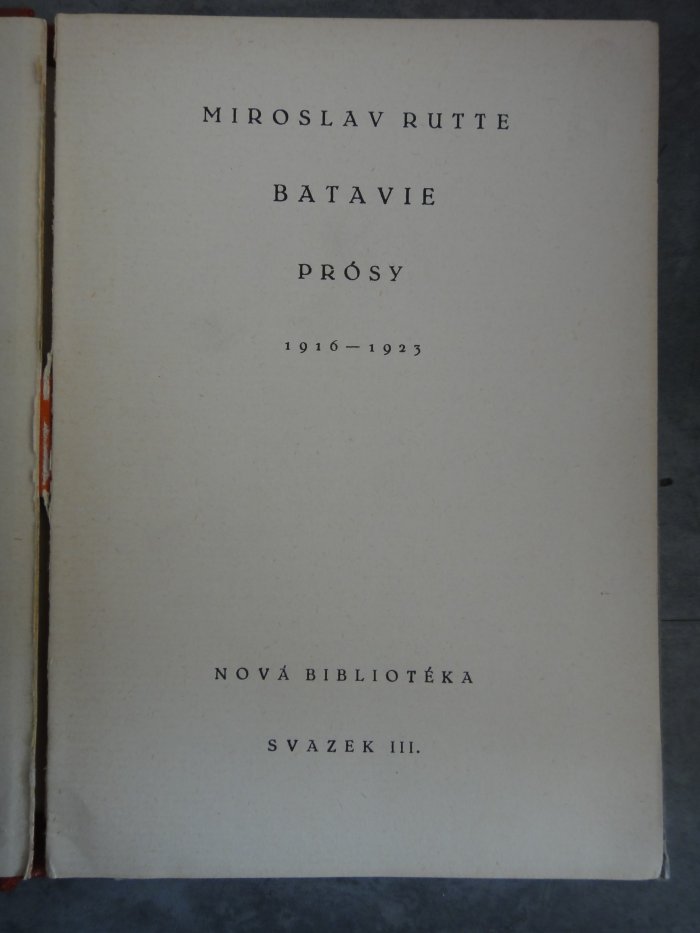 MIROSLAV RUTTE
BATAVIE
PRÓSY
1916 — 1923
NOVÁ BIBLIOTÉKA
SVAZEK III.